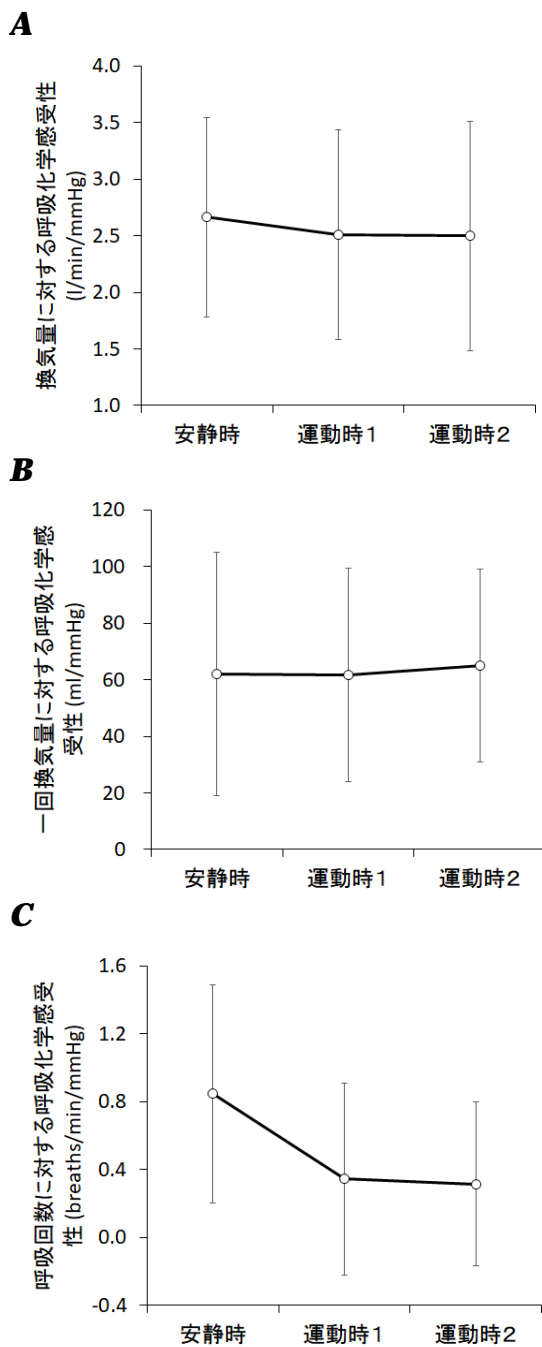 A
換気量に対する呼吸化学感受性
(l/min/mmHg)
4.0
3.5
3.0
2.5
2.0
1.5
1.0
安静時 運動時1 運動時2
B
一回換気量に対する呼吸化学感
受性 (ml/mmHg)
120
100
80
60
40
20
0
安静時 運動時1 運動時2
C
呼吸回数に対する呼吸化学感受
性 (breaths/min/mmHg)
1.6
1.2
0.8
0.4
0.0
-0.4
安静時 運動時1 運動時2